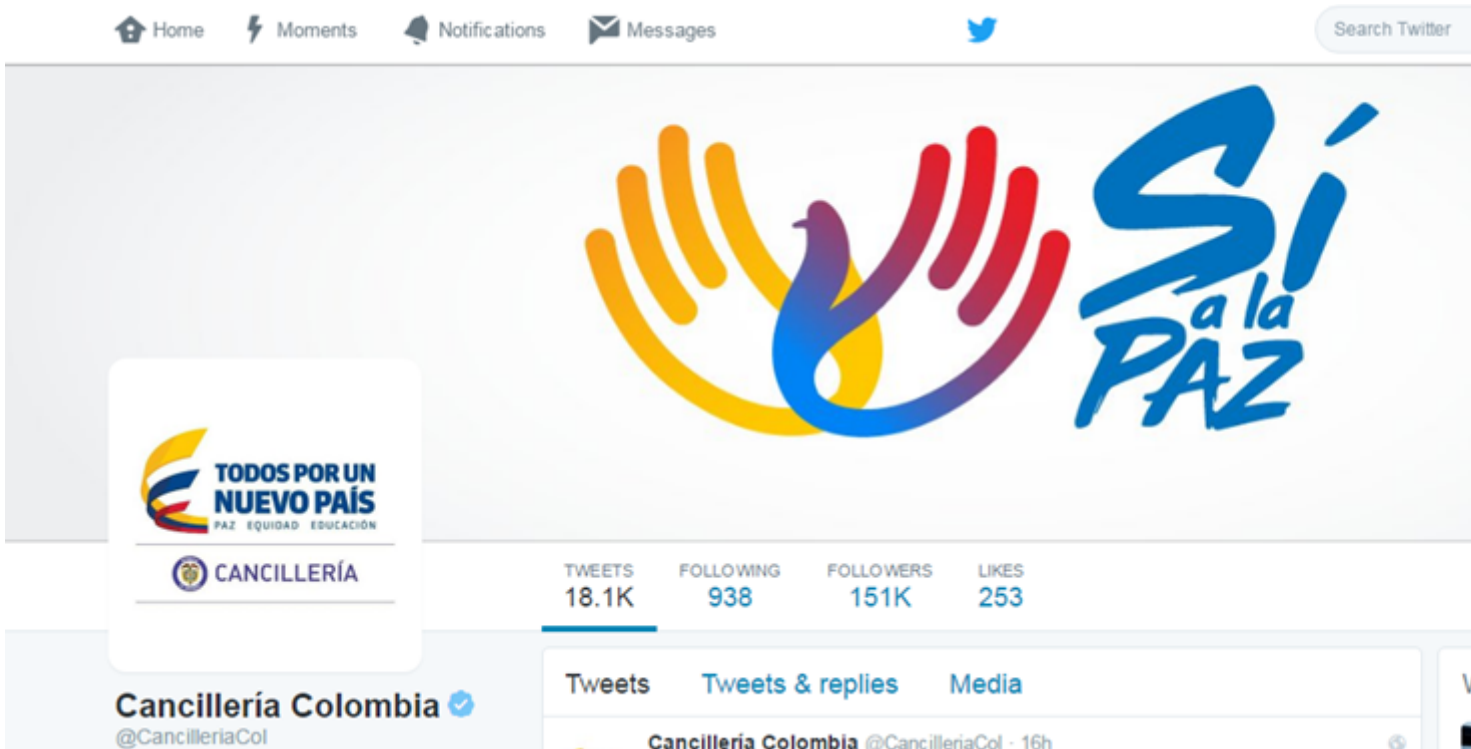 Home Moments Notifications Messages Search Twitter
Sí
a la
PAZ
TODOS POR UN
NUEVO PAÍS
PAZ EQUIDAD EDUCACIÓN
CANCILLERÍA
TWEETS FOLLOWING FOLLOWERS LIKES
18.1K 938 151K 253
Cancillería Colombia
@CancilleriaCol
Tweets Tweets & replies Media
Cancillería Colombia @CancilleriaCol · 16h